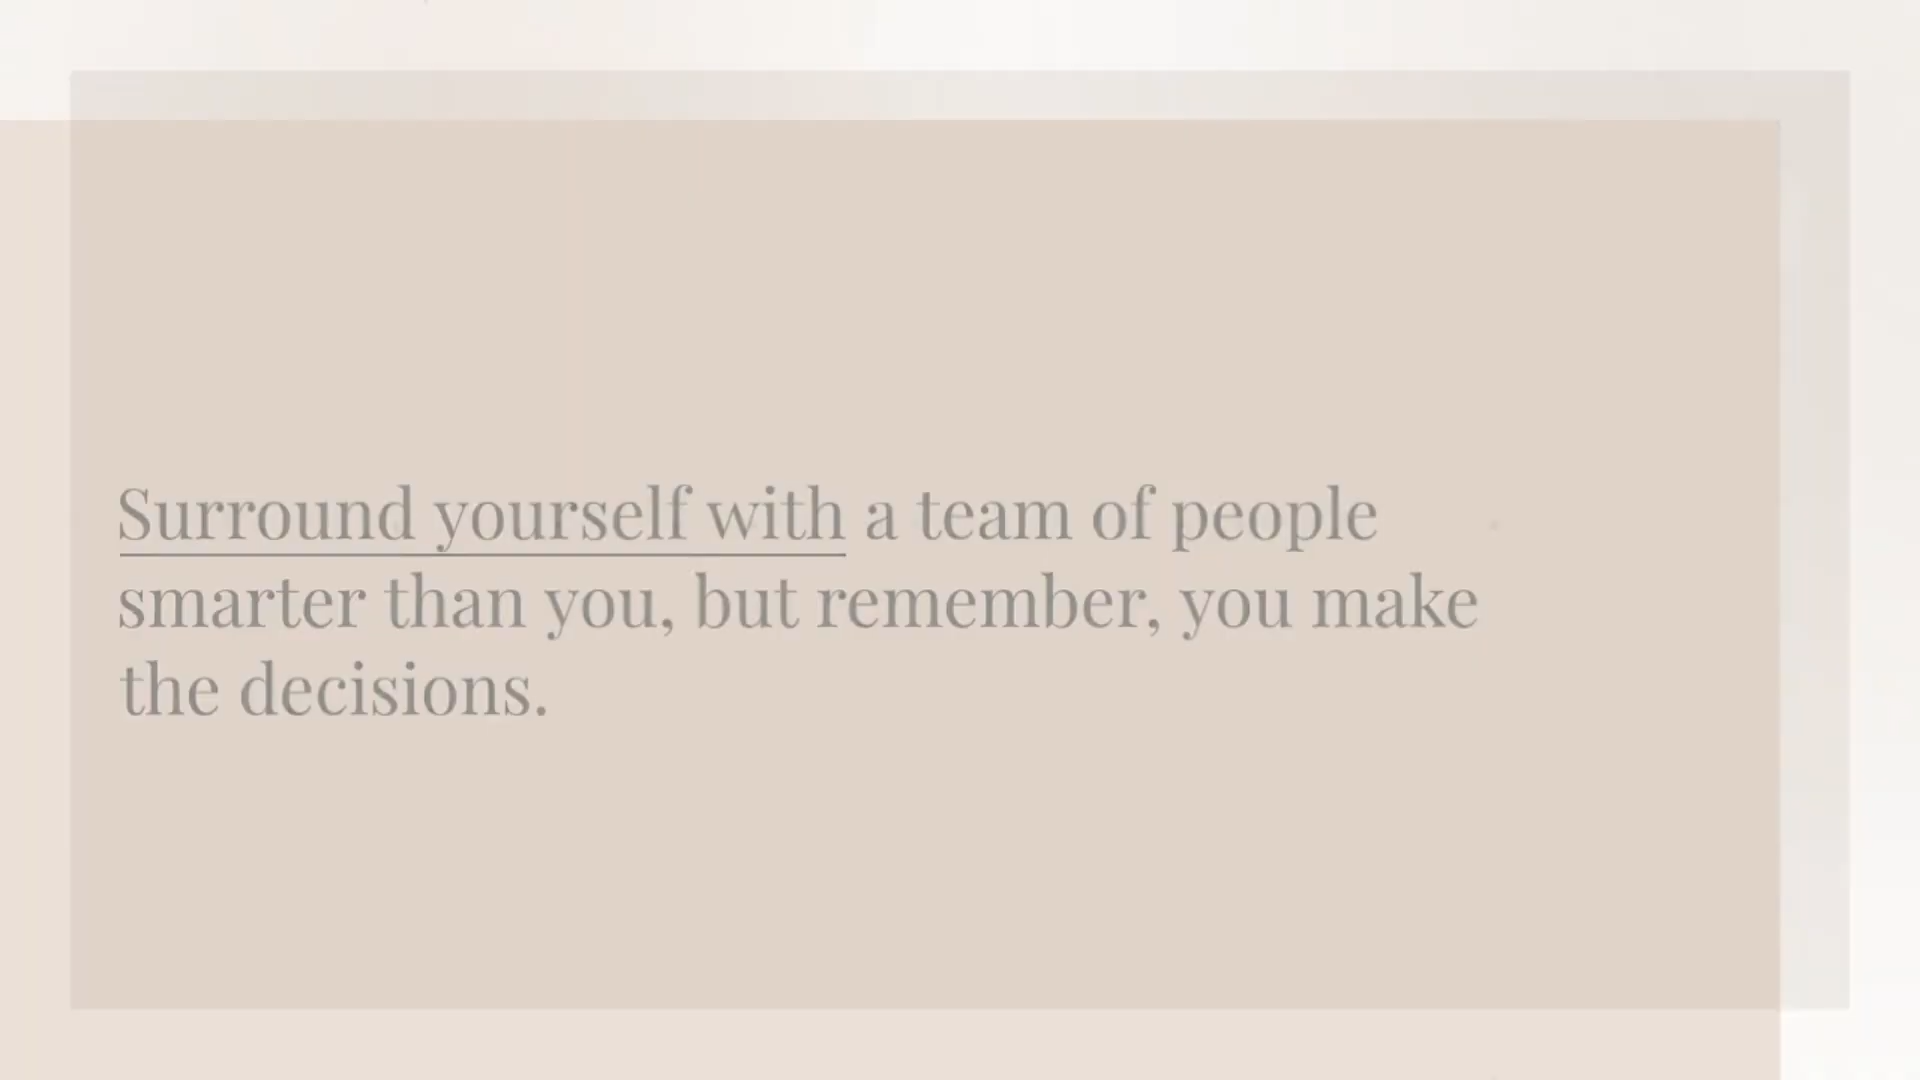 Surround yourself with a team of people
smarter than you, but remember, you make
the decisions.